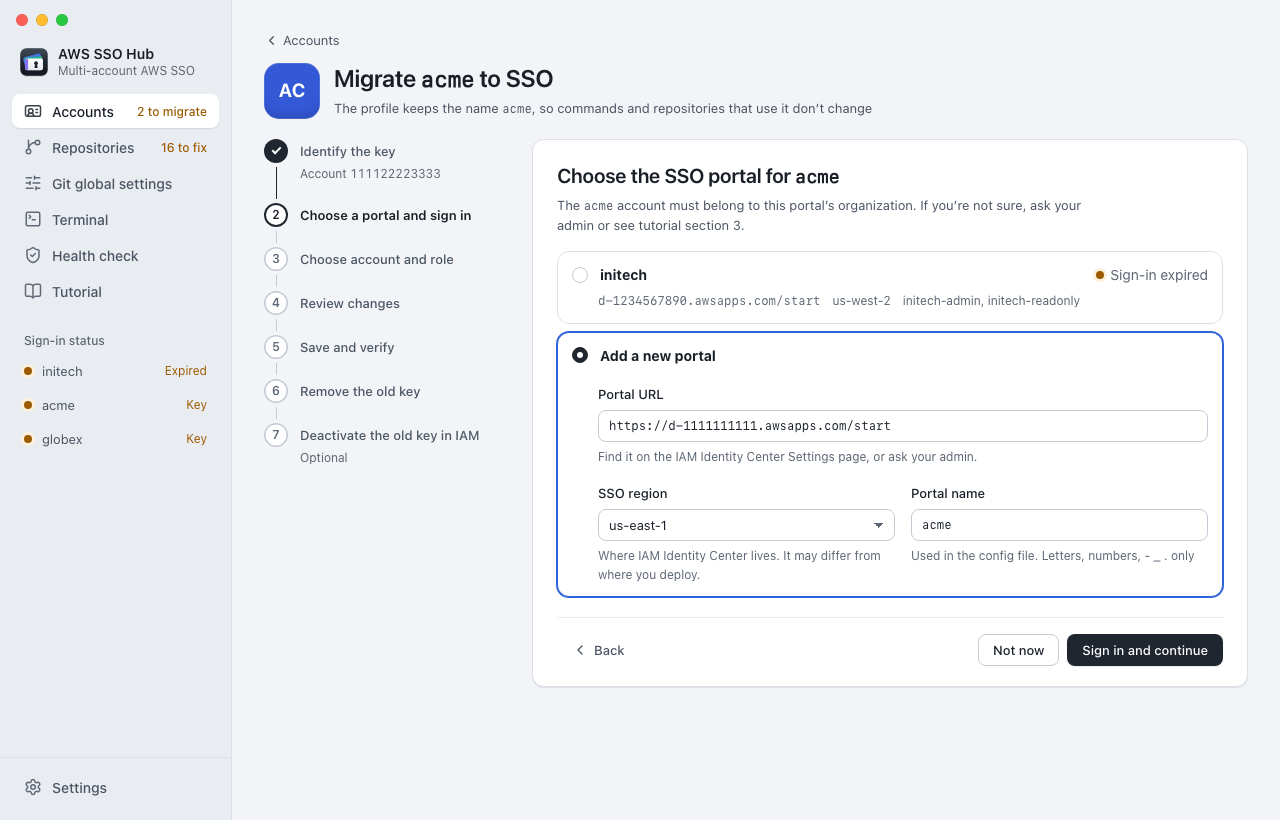 AWS SSO Hub
Multi-account AWS SSO
Accounts 2 to migrate
Repositories 16 to fix
Git global settings
Terminal
Health check
Tutorial
Sign-in status
initech Expired
acme Key
globex Key
Settings
Accounts
AC
Migrate acme to SSO
The profile keeps the name acme, so commands and repositories that use it don’t change
Identify the key
Account 111122223333
2 Choose a portal and sign in
3 Choose account and role
4 Review changes
5 Save and verify
6 Remove the old key
7 Deactivate the old key in IAM
Optional
Choose the SSO portal for acme
The acme account must belong to this portal’s organization. If you’re not sure, ask your
admin or see tutorial section 3.
initech Sign-in expired
d-1234567890.awsapps.com/start us-west-2 initech-admin, initech-readonly
Add a new portal
Portal URL
https://d-1111111111.awsapps.com/start
Find it on the IAM Identity Center Settings page, or ask your admin.
SSO region Portal name
us-east-1 acme
Where IAM Identity Center lives. It may differ from
where you deploy.
Used in the config file. Letters, numbers, - _ . only
Back Not now Sign in and continue